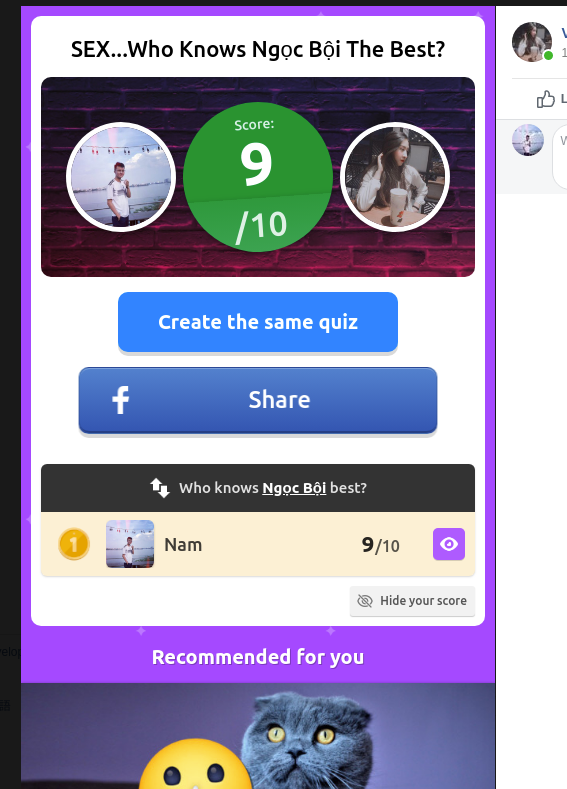 SEX...Who Knows Ngọc Bội The Best?
Score:
9
/10
Create the same quiz
Share
Who knows Ngọc Bội best?
1 Nam 9/10
Hide your score
Recommended for you